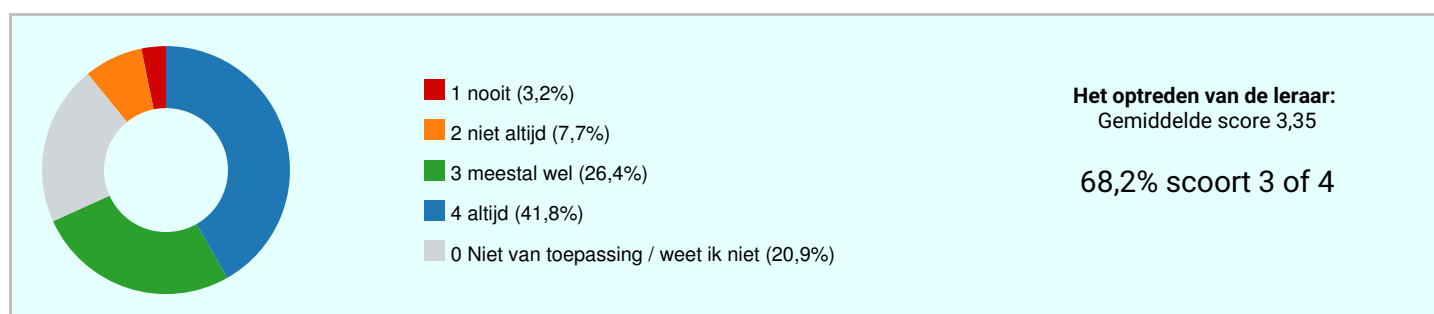 1 nooit (3,2%)
2 niet altijd (7,7%)
3 meestal wel (26,4%)
4 altijd (41,8%)
0 Niet van toepassing / weet ik niet (20,9%)
Het optreden van de leraar:
Gemiddelde score 3,35
68,2% scoort 3 of 4